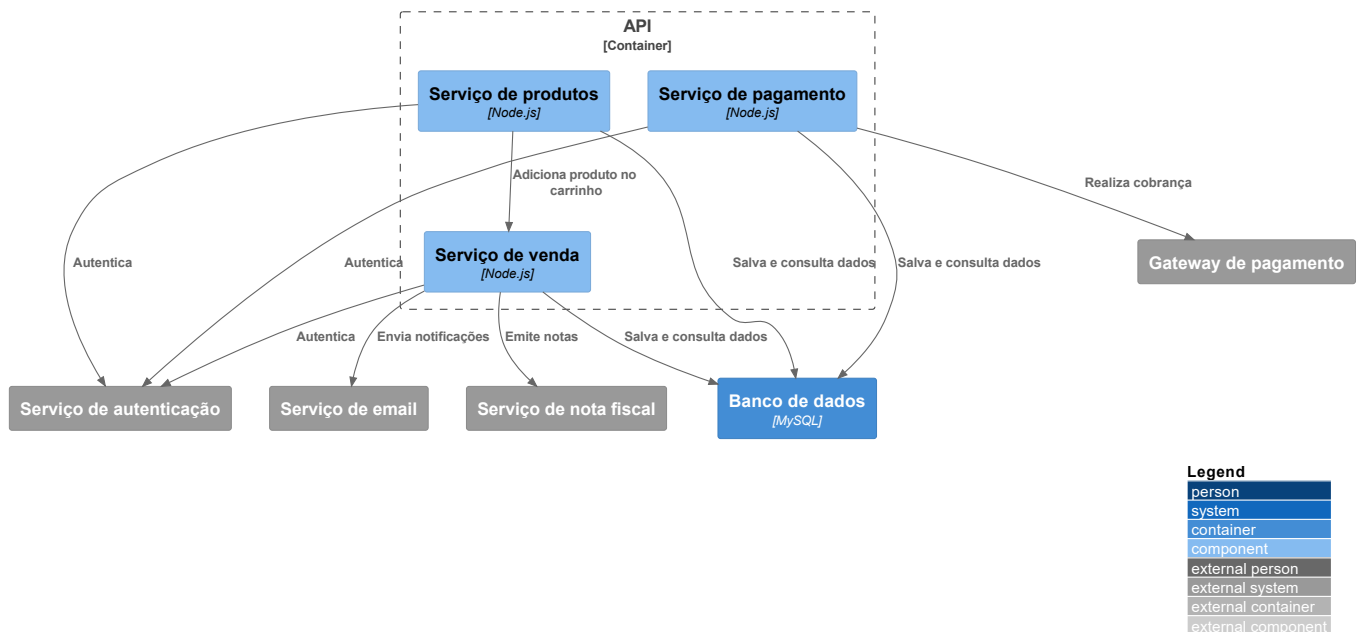 API
[Container]
Serviço de produtos
[Node.js]
Serviço de pagamento
[Node.js]
Adiciona produto no
carrinho
Realiza cobrança
Serviço de venda
[Node.js]
Autentica
Autentica
Salva e consulta dados
Salva e consulta dados
Gateway de pagamento
Autentica
Envia notificações
Emite notas
Salva e consulta dados
Serviço de autenticação
Serviço de email
Serviço de nota fiscal
Banco de dados
[MySQL]
Legend
person
system
container
component
external person
external system
external container
external component